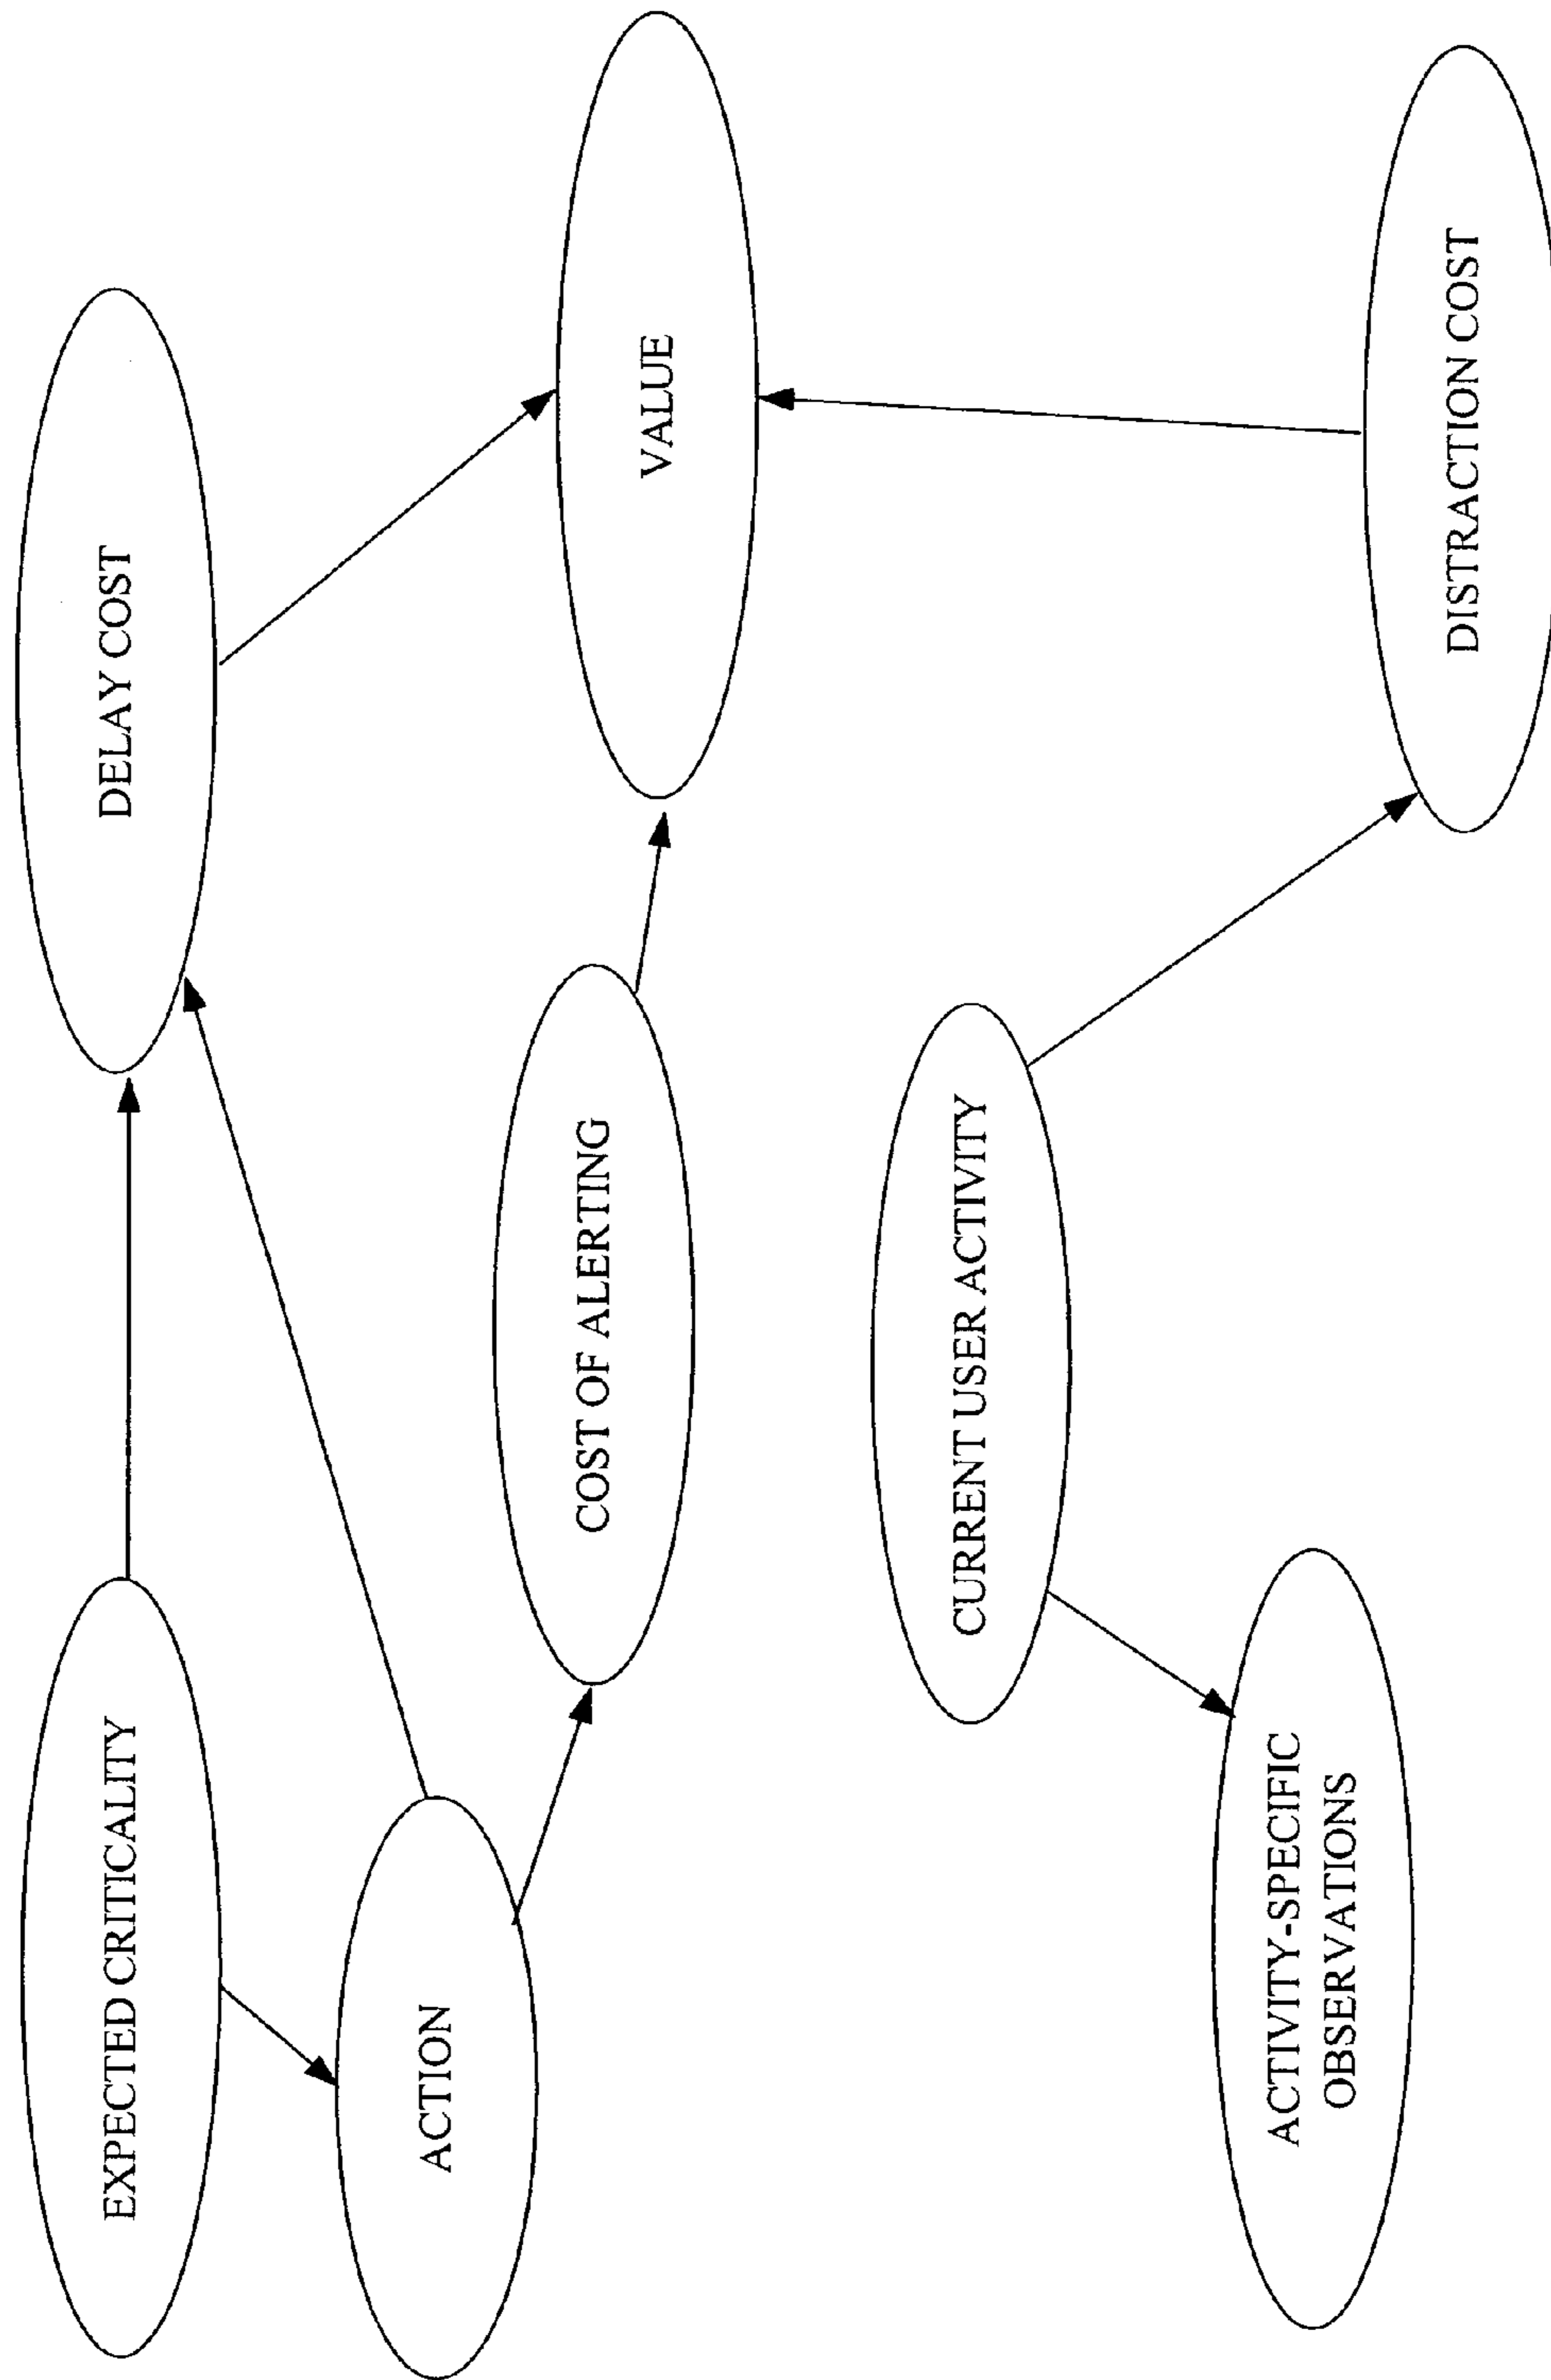 EXPECTED CRITICALITY
DELAY COST
ACTION
COST OF ALERTING
VALUE
CURRENT USER ACTIVITY
ACTIVITY-SPECIFIC
OBSERVATIONS
DISTRACTION COST